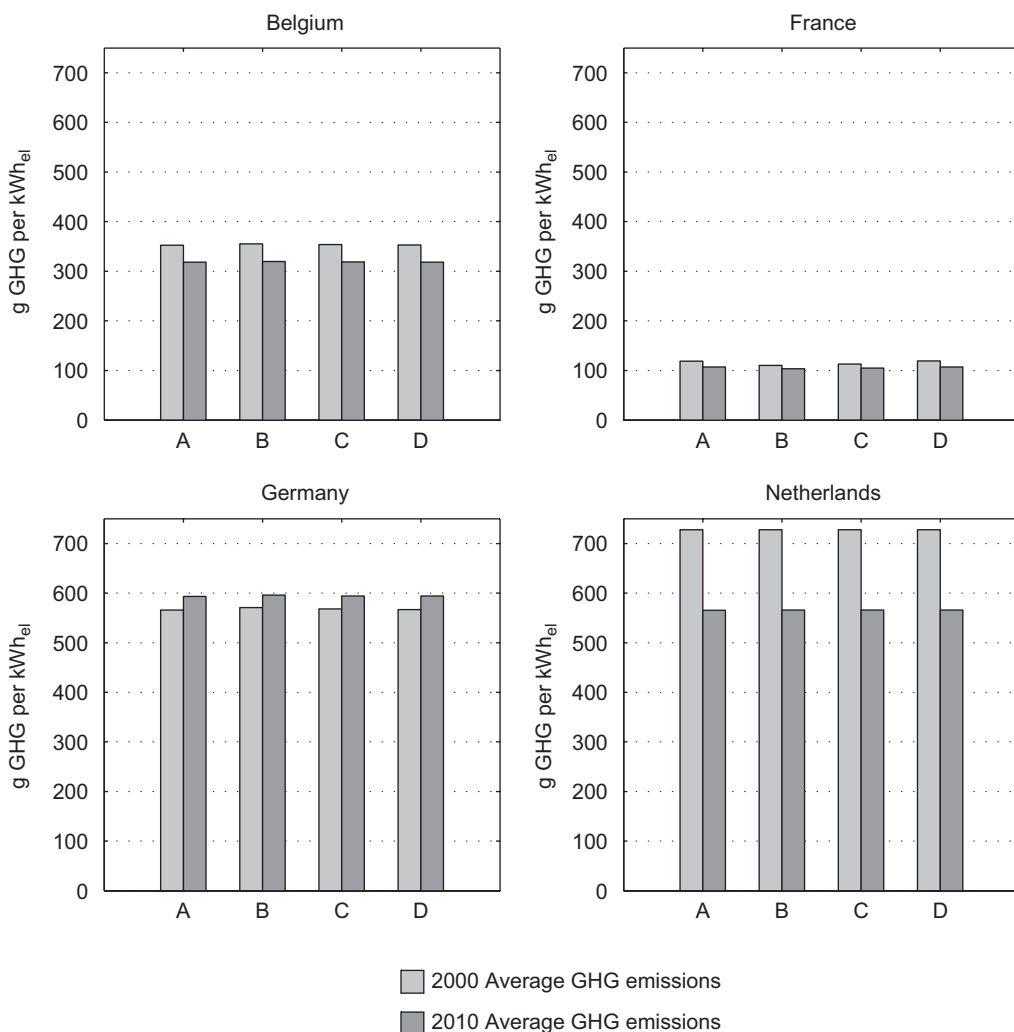 Belgium
700
600
500
400
300
200
100
0
g GHG per kWhel
A B C D
France
700
600
500
400
300
200
100
0
g GHG per kWhel
A B C D
Germany
700
600
500
400
300
200
100
0
g GHG per kWhel
A B C D
Netherlands
700
600
500
400
300
200
100
0
g GHG per kWhel
A B C D
2000 Average GHG emissions
2010 Average GHG emissions